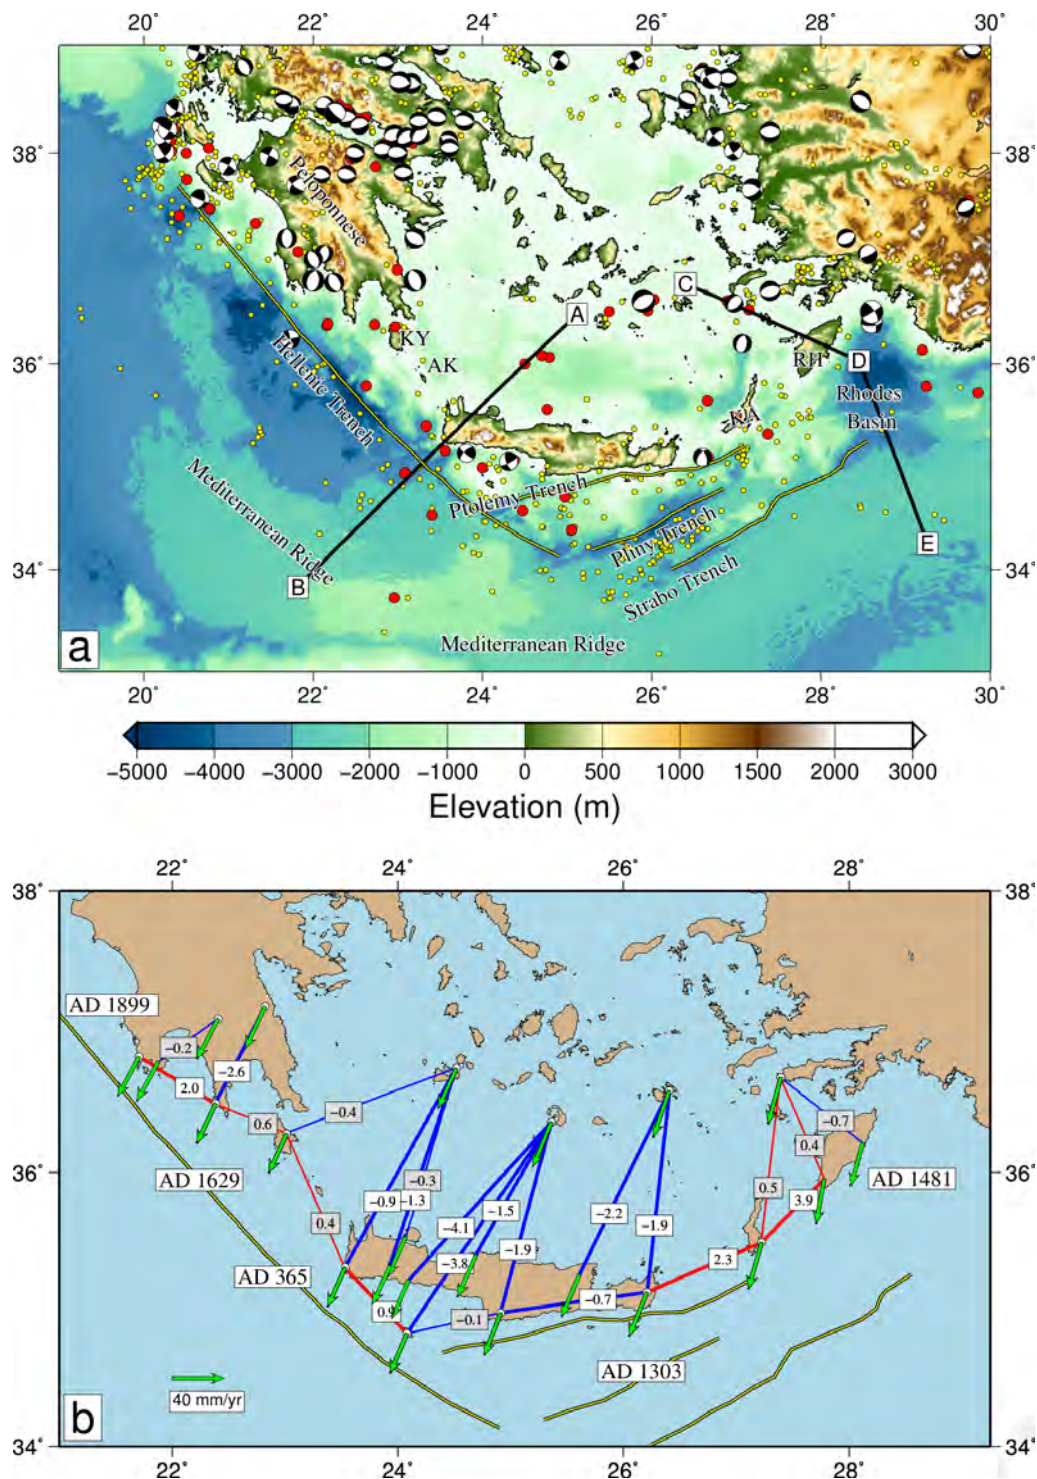 20° 22° 24° 26° 28° 30°
38° 38°
Peloponnese
C
A
KY
AK
36° 36°
RH
D
Hellenic Trench
Rhodes
Basin
KA
Mediterranean Ridge
Ptolemy Trench
Pliny Trench
E
34° 34°
B
Strabo Trench
Mediterranean Ridge
a
20° 22° 24° 26° 28° 30°
−5000 −4000 −3000 −2000 −1000 0 500 1000 1500 2000 3000
Elevation (m)
22° 24° 26° 28°
38° 38°
AD 1899
−0.2
−2.6
2.0
0.6
−0.4
−0.7
0.4
36° 36°
AD 1629
−0.3
AD 1481
−0.9
−1.3
0.5
3.9
−2.2
−1.5
0.4
−4.1
−1.9
−1.9
−3.8
2.3
AD 365
−0.7
0.9
−0.1
AD 1303
40 mm/yr
b
34° 34°
22° 24° 26° 28°